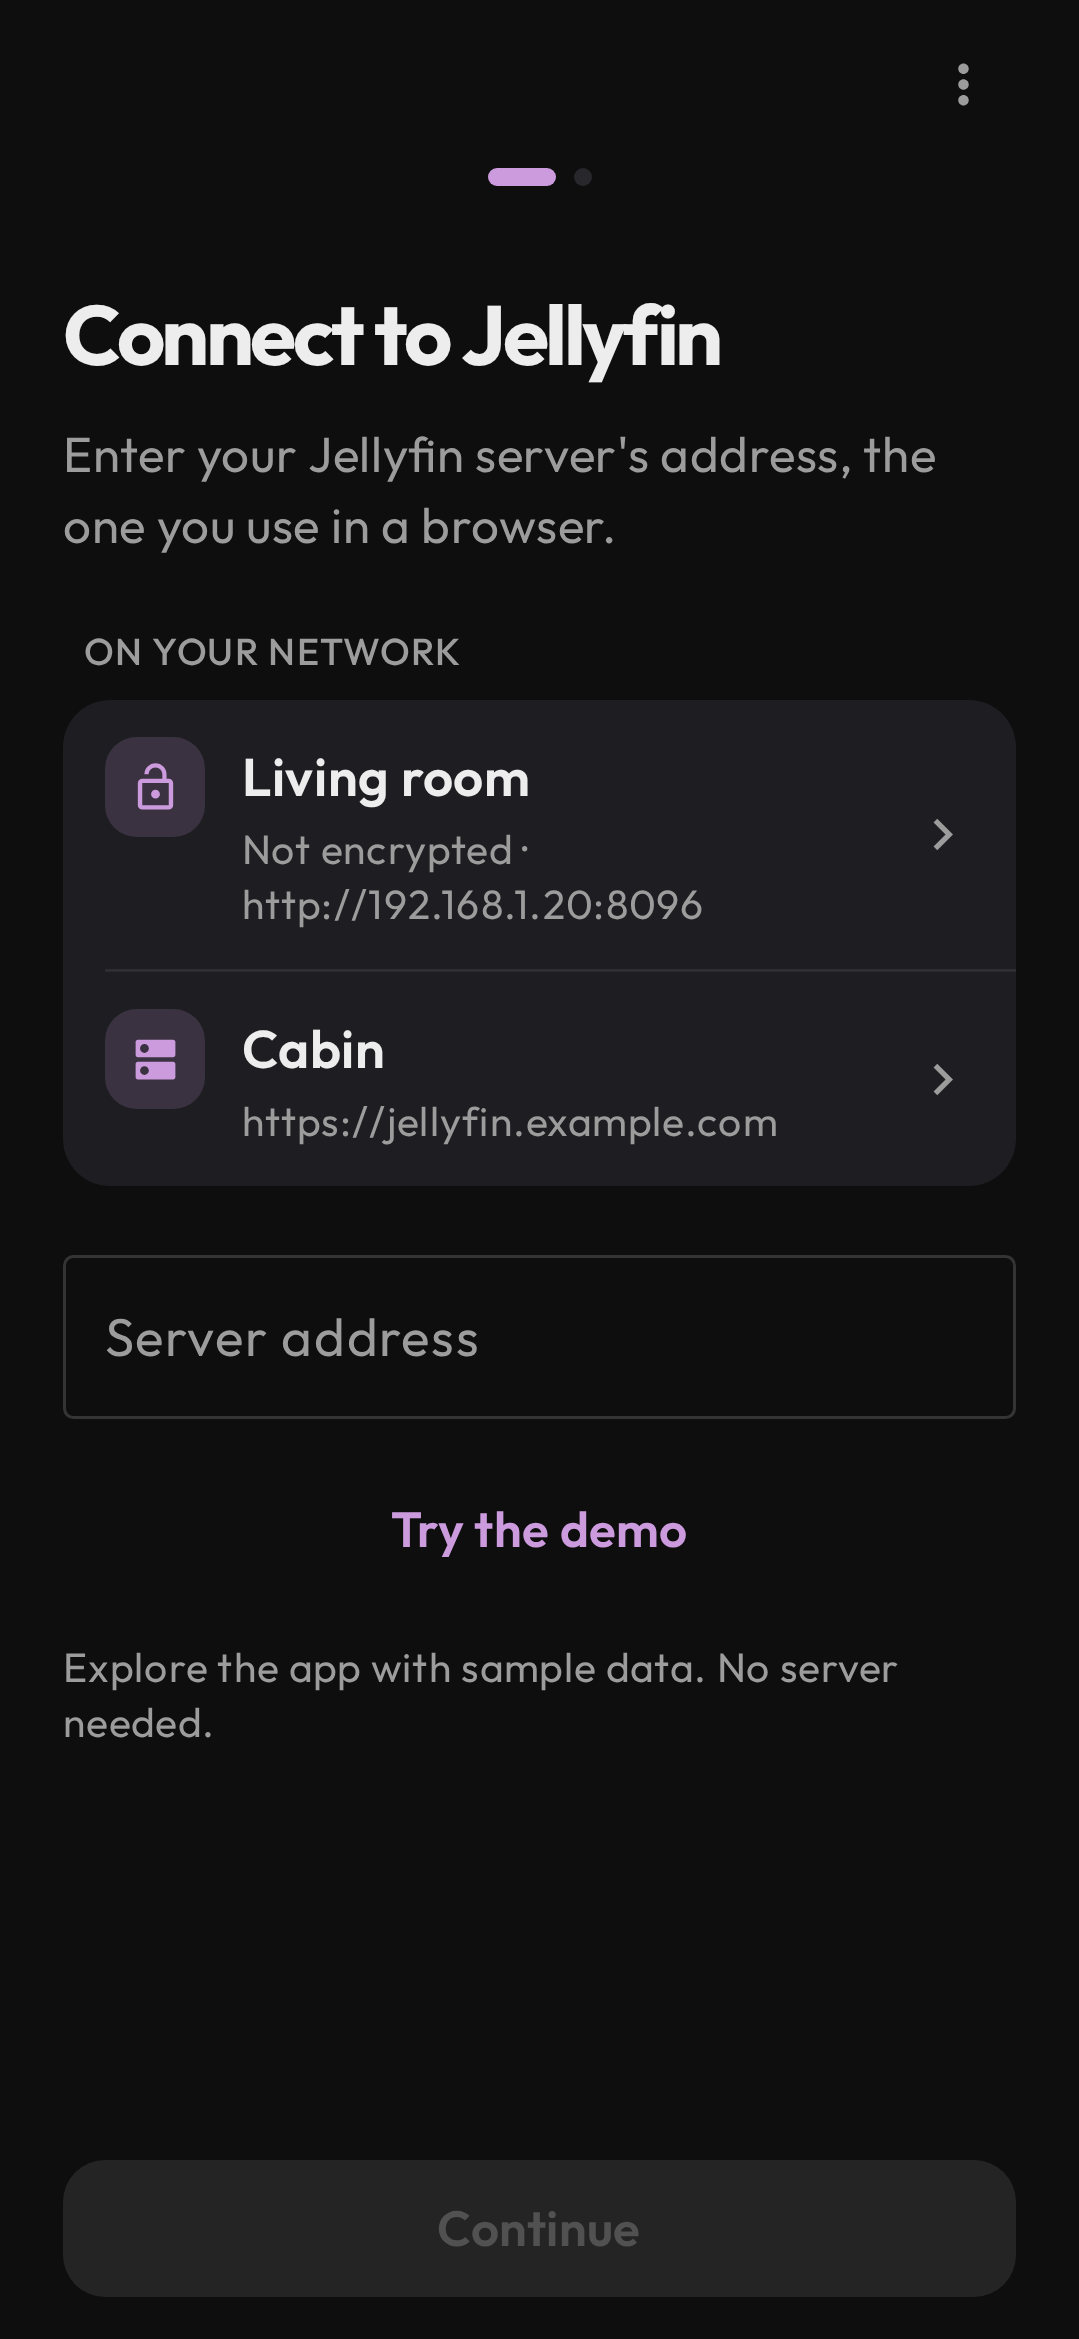 Connect to Jellyfin
Enter your Jellyfin server's address, the
one you use in a browser.
ON YOUR NETWORK
Living room
Not encrypted ·
http://192.168.1.20:8096
Cabin
https://jellyfin.example.com
Server address
Try the demo
Explore the app with sample data. No server
needed.
Continue